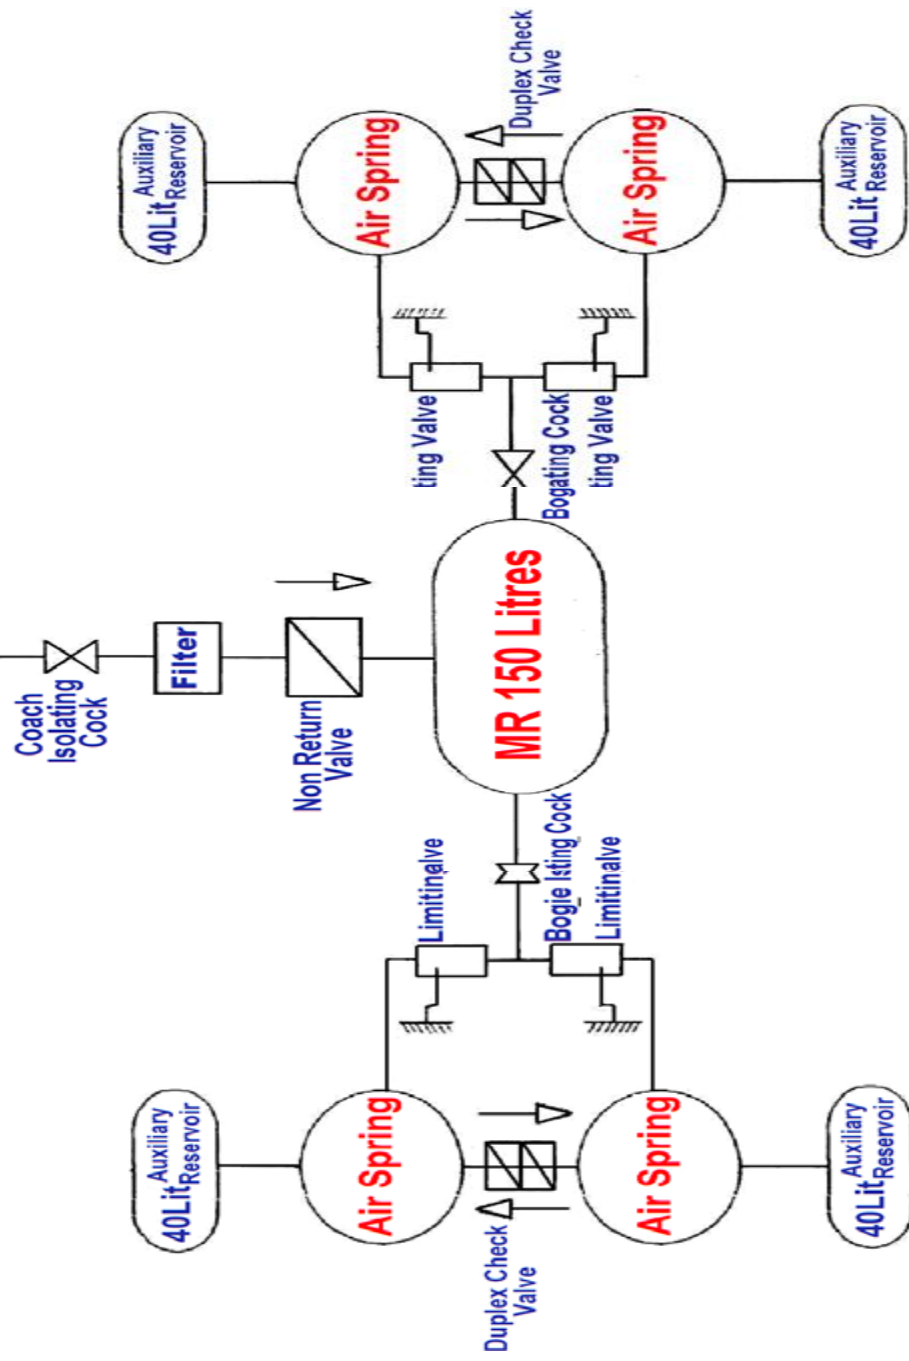 Coach
Isolating
Cock
Auxiliary
40Lit Reservoir
Auxiliary
40Lit Reservoir
Filter
Non Return
Valve
Air Spring
Air Spring
Limitinalve
ting Valve
Duplex Check
Valve
MR 150 Litres
Duplex Check
Valve
Bogie Isting Cock
Bogating Cock
Limitinalve
ting Valve
Air Spring
Air Spring
Auxiliary
40Lit Reservoir
Auxiliary
40Lit Reservoir